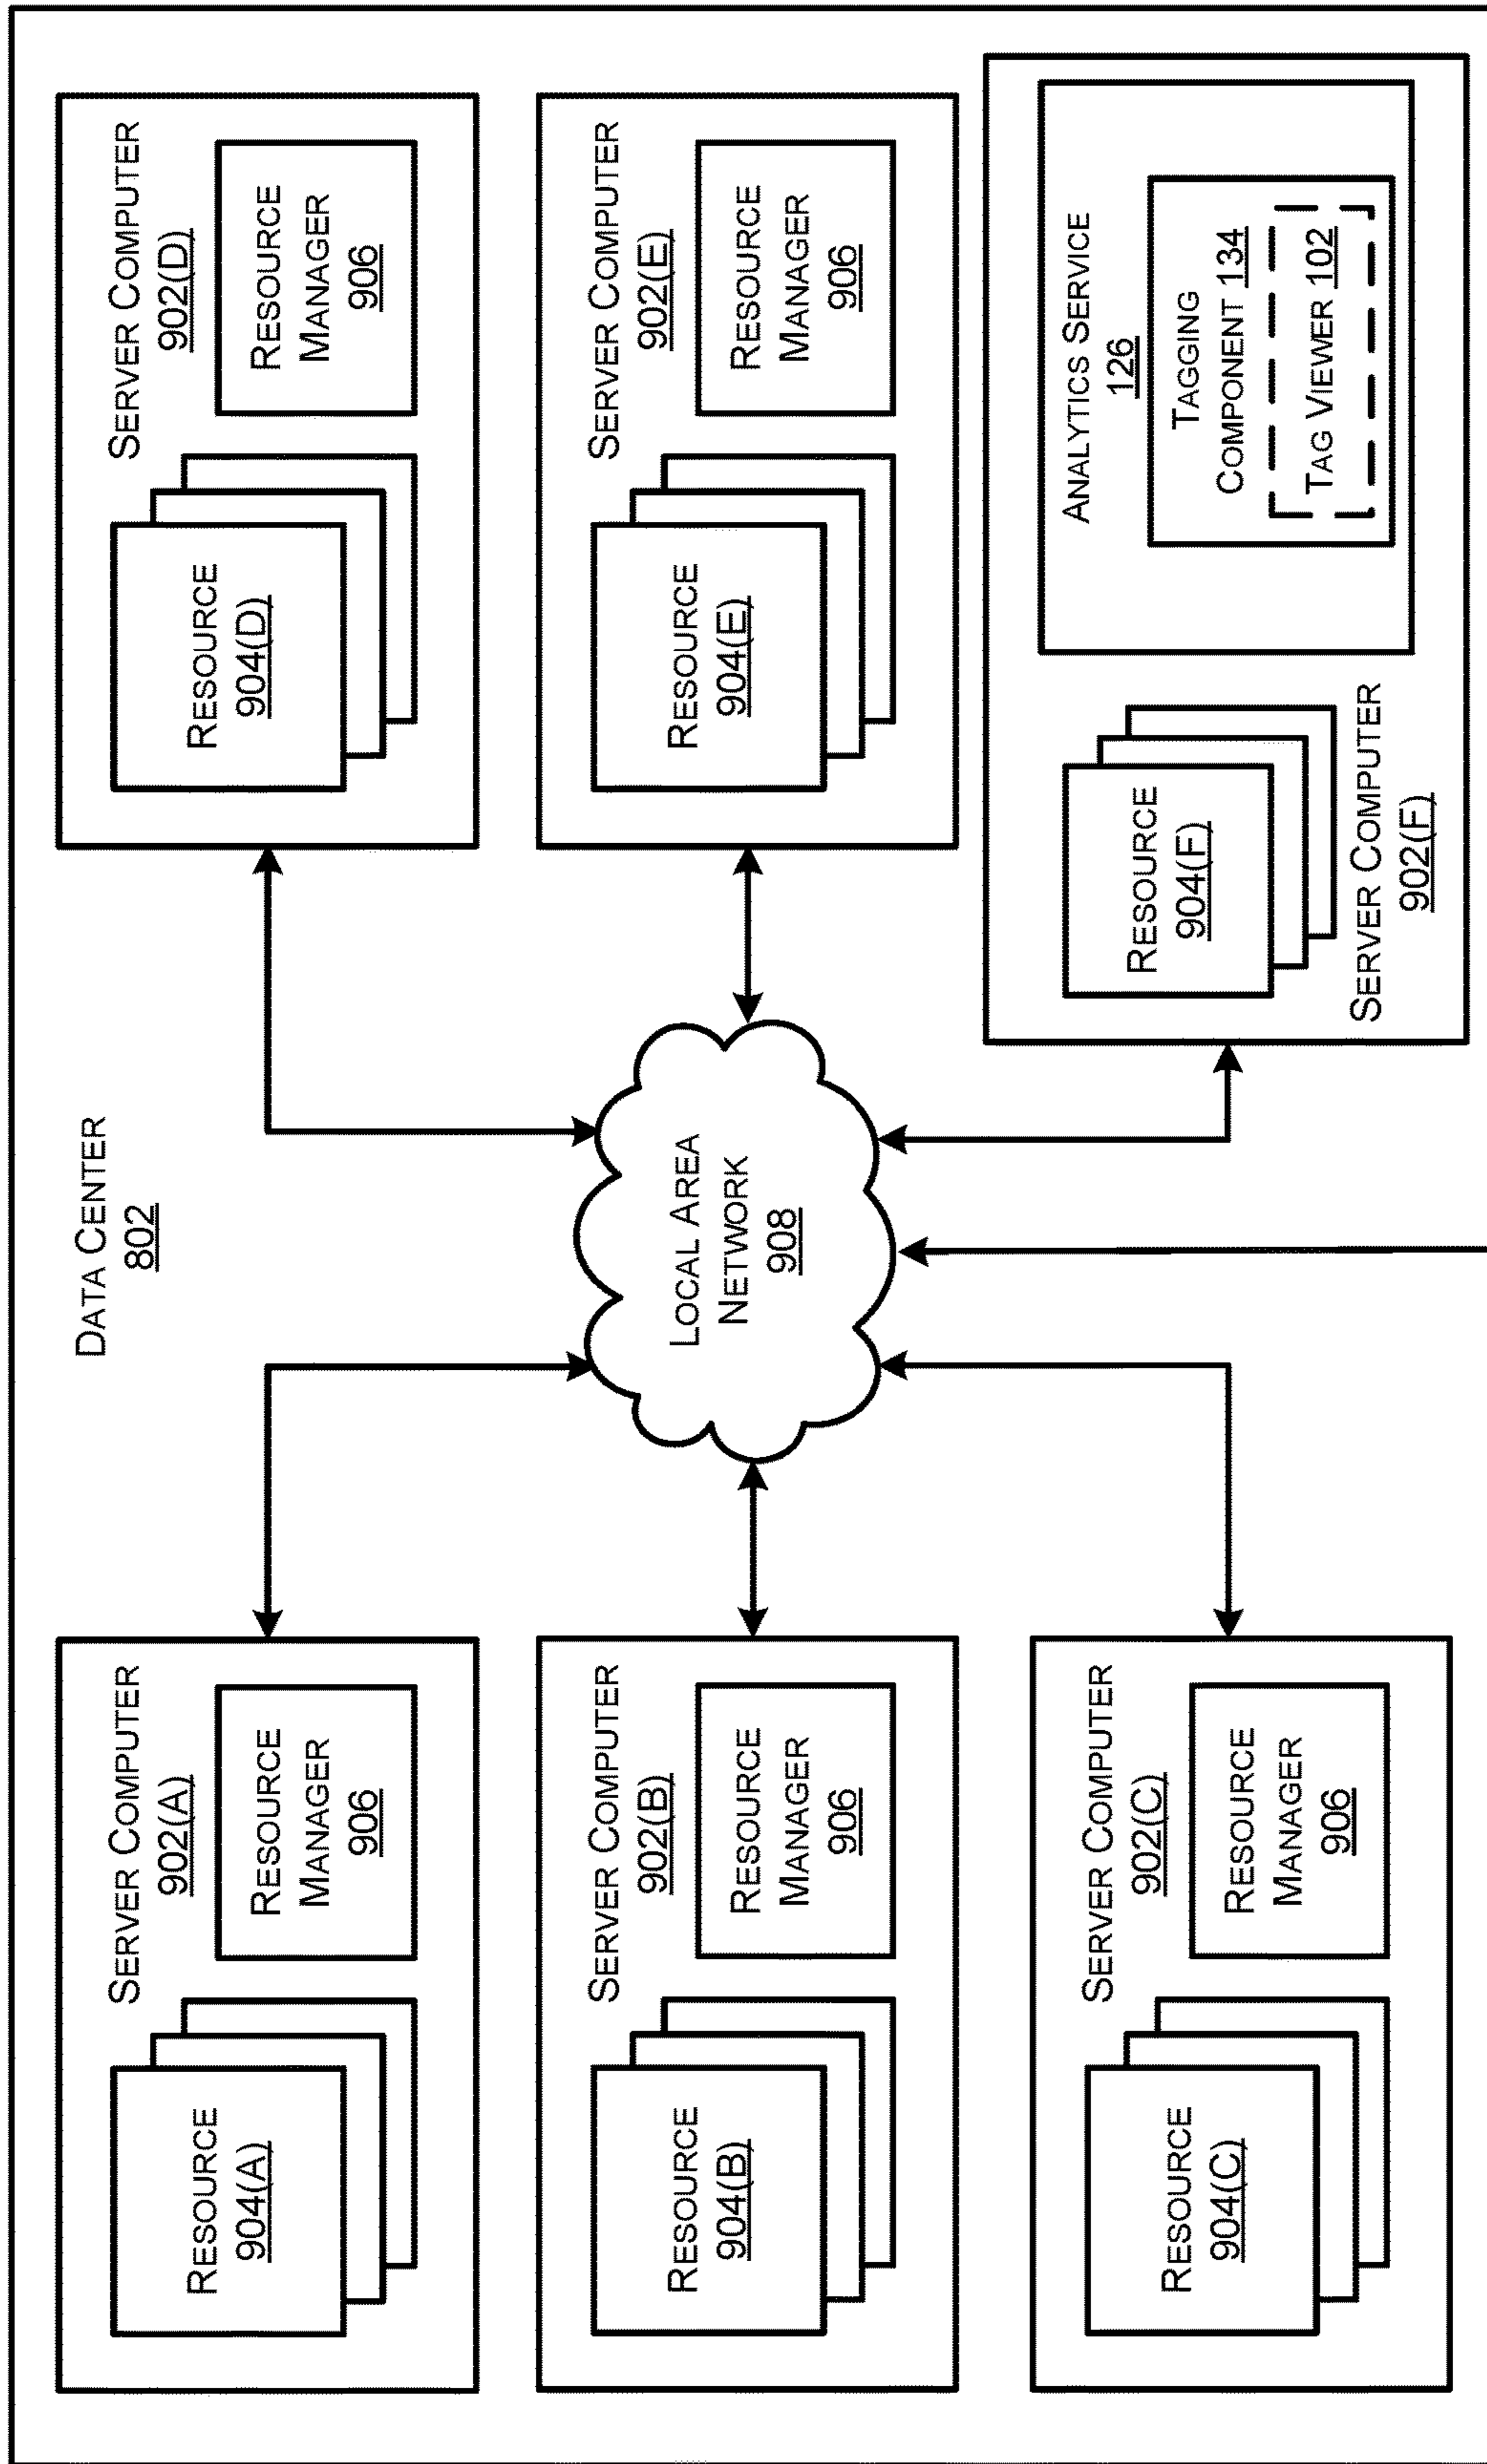 DATA CENTER
802
SERVER COMPUTER
902(A)
RESOURCE
904(A)
RESOURCE
MANAGER
906
SERVER COMPUTER
902(B)
RESOURCE
904(B)
RESOURCE
MANAGER
906
SERVER COMPUTER
902(C)
RESOURCE
904(C)
RESOURCE
MANAGER
906
LOCAL AREA
NETWORK
908
SERVER COMPUTER
902(D)
RESOURCE
904(D)
RESOURCE
MANAGER
906
SERVER COMPUTER
902(E)
RESOURCE
904(E)
RESOURCE
MANAGER
906
ANALYTICS SERVICE
126
TAGGING
COMPONENT 134
TAG VIEWER 102
RESOURCE
904(F)
SERVER COMPUTER
902(F)